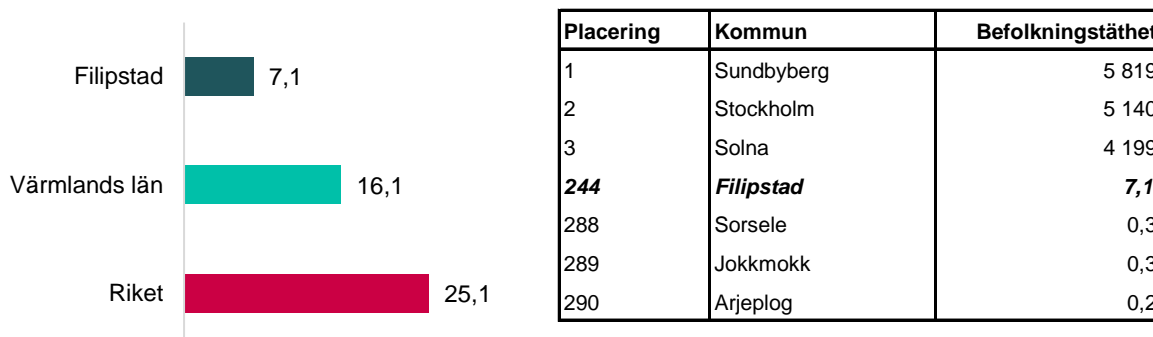 Filipstad 7,1
Värmlands län 16,1
Riket 25,1
Placering Kommun Befolkningstäthet
1 Sundbyberg 5 819
2 Stockholm 5 140
3 Solna 4 199
244 Filipstad 7,1
288 Sorsele 0,3
289 Jokkmokk 0,3
290 Arjeplog 0,2